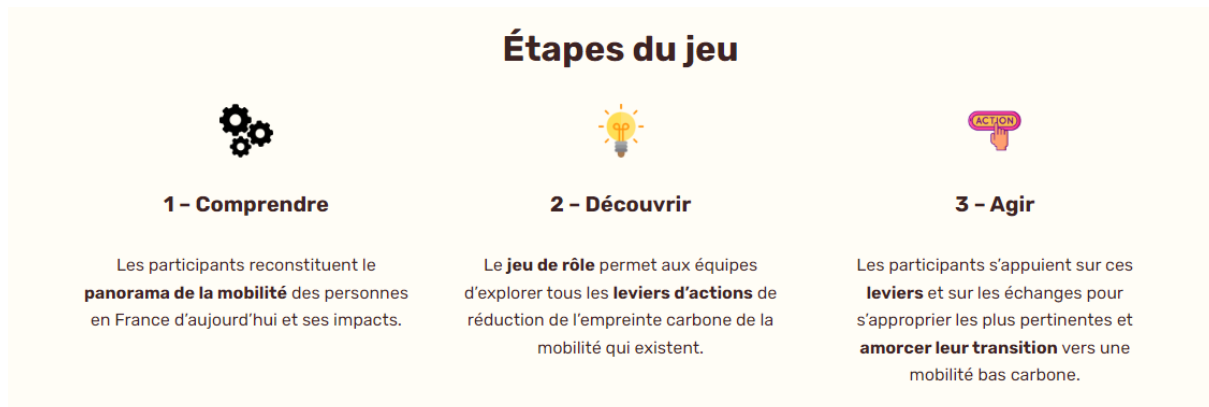 Étapes du jeu
ACTION
1 – Comprendre
Les participants reconstituent le
panorama de la mobilité des personnes
en France d’aujourd’hui et ses impacts.
2 – Découvrir
Le jeu de rôle permet aux équipes
d’explorer tous les leviers d’actions de
réduction de l’empreinte carbone de la
mobilité qui existent.
3 – Agir
Les participants s’appuient sur ces
leviers et sur les échanges pour
s’approprier les plus pertinentes et
amorcer leur transition vers une
mobilité bas carbone.